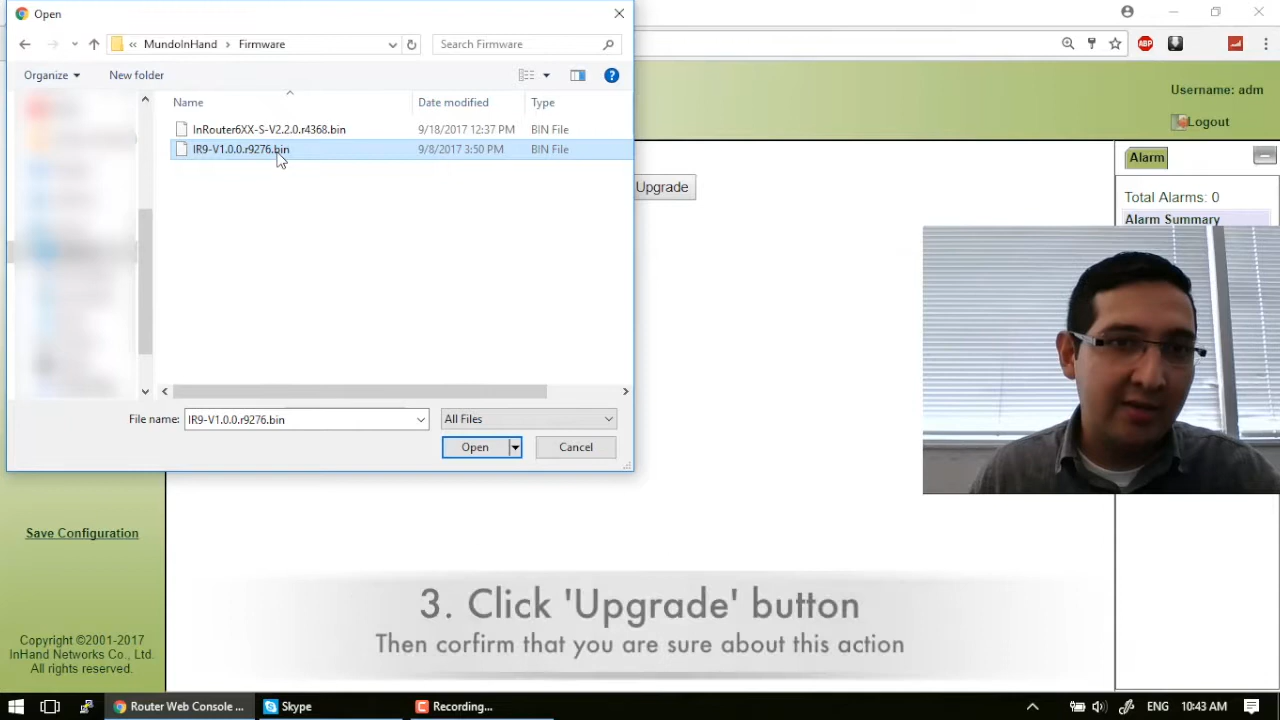 Open
MundoInHand
Firmware
Search Firmware
Organize
New folder
Name
Date modified
Type
InRouter6XX-S-V2.2.0.r4368.bin
9/18/2017 12:37 PM
BIN File
IR9-V1.0.0.r9276.bin
9/8/2017 3:50 PM
BIN File
File name:
IR9-V1.0.0.r9276.bin
All Files
Open
Cancel
ABP
Username: adm
Logout
Upgrade
Alarm
Total Alarms: 0
Alarm Summary
Save Configuration
3. Click 'Upgrade' button
Then confirm that you are sure about this action
Copyright ©2001-2017
InHand Networks Co., Ltd.
All rights reserved.
Router Web Console ...
Skype
Recording...
ENG
10:43 AM